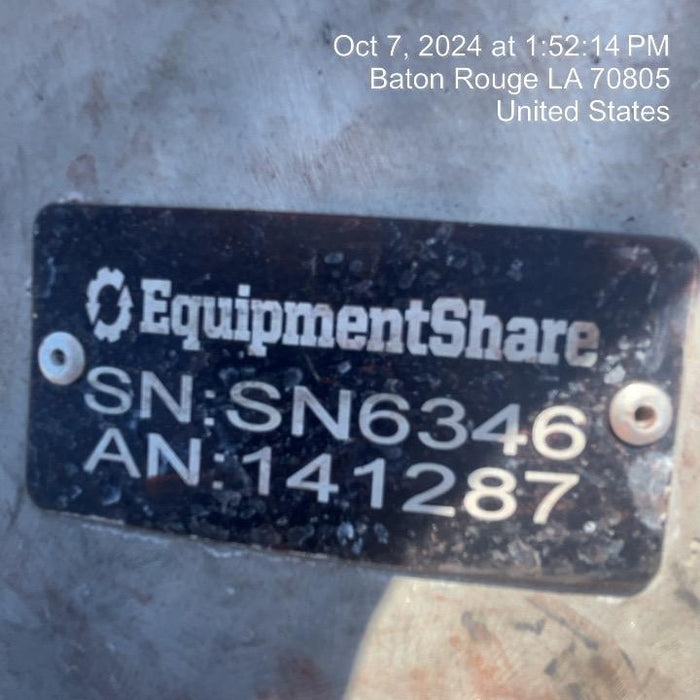 Oct 7, 2024 at 1:52:14 PM
Baton Rouge LA 70805
United States
EquipmentShare
SN:SN6346
AN:141287